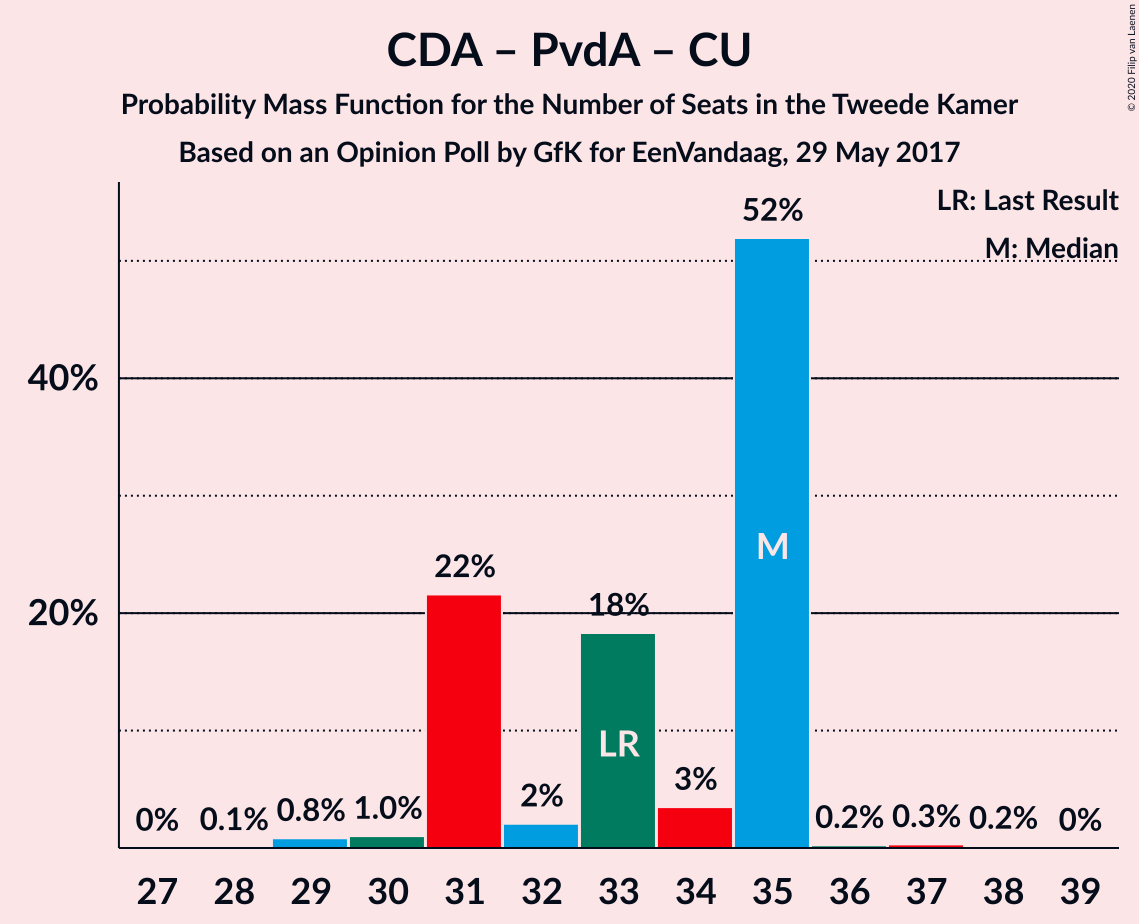 CDA – PvdA – CU
Probability Mass Function for the Number of Seats in the Tweede Kamer
Based on an Opinion Poll by GfK for EenVandaag, 29 May 2017
© 2020 Filip van Laenen
LR: Last Result
M: Median
52%
40%
M
22%
18%
20%
LR
3%
2%
0%
0.1%
0.8%
1.0%
0.2%
0.3%
0.2%
0%
27 28 29 30 31 32 33 34 35 36 37 38 39